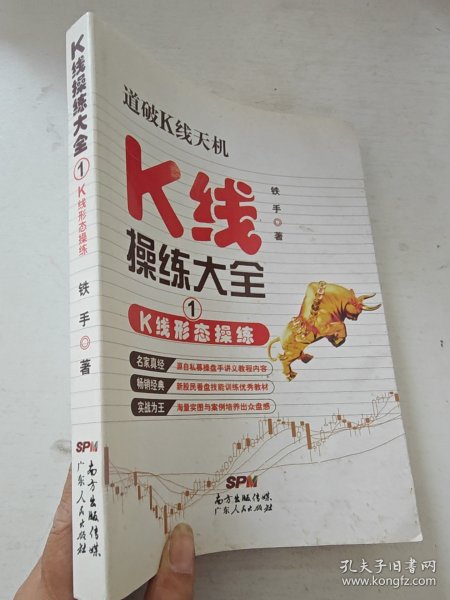 K线操练大全
1
K线形态操练
铁手◎著
SPM
南方出版传媒
广东人民出版社
道破K线天机
K线
操练大全
铁手◎著
1
K线形态操练
名家真经 源自私募操盘手讲义教程内容
畅销经典 新股民看盘技能训练优秀教材
实战为王 海量实图与案例培养出众盘感
SPM
南方出版传媒
广东人民出版社
孔夫子旧书网
www.kongfz.com